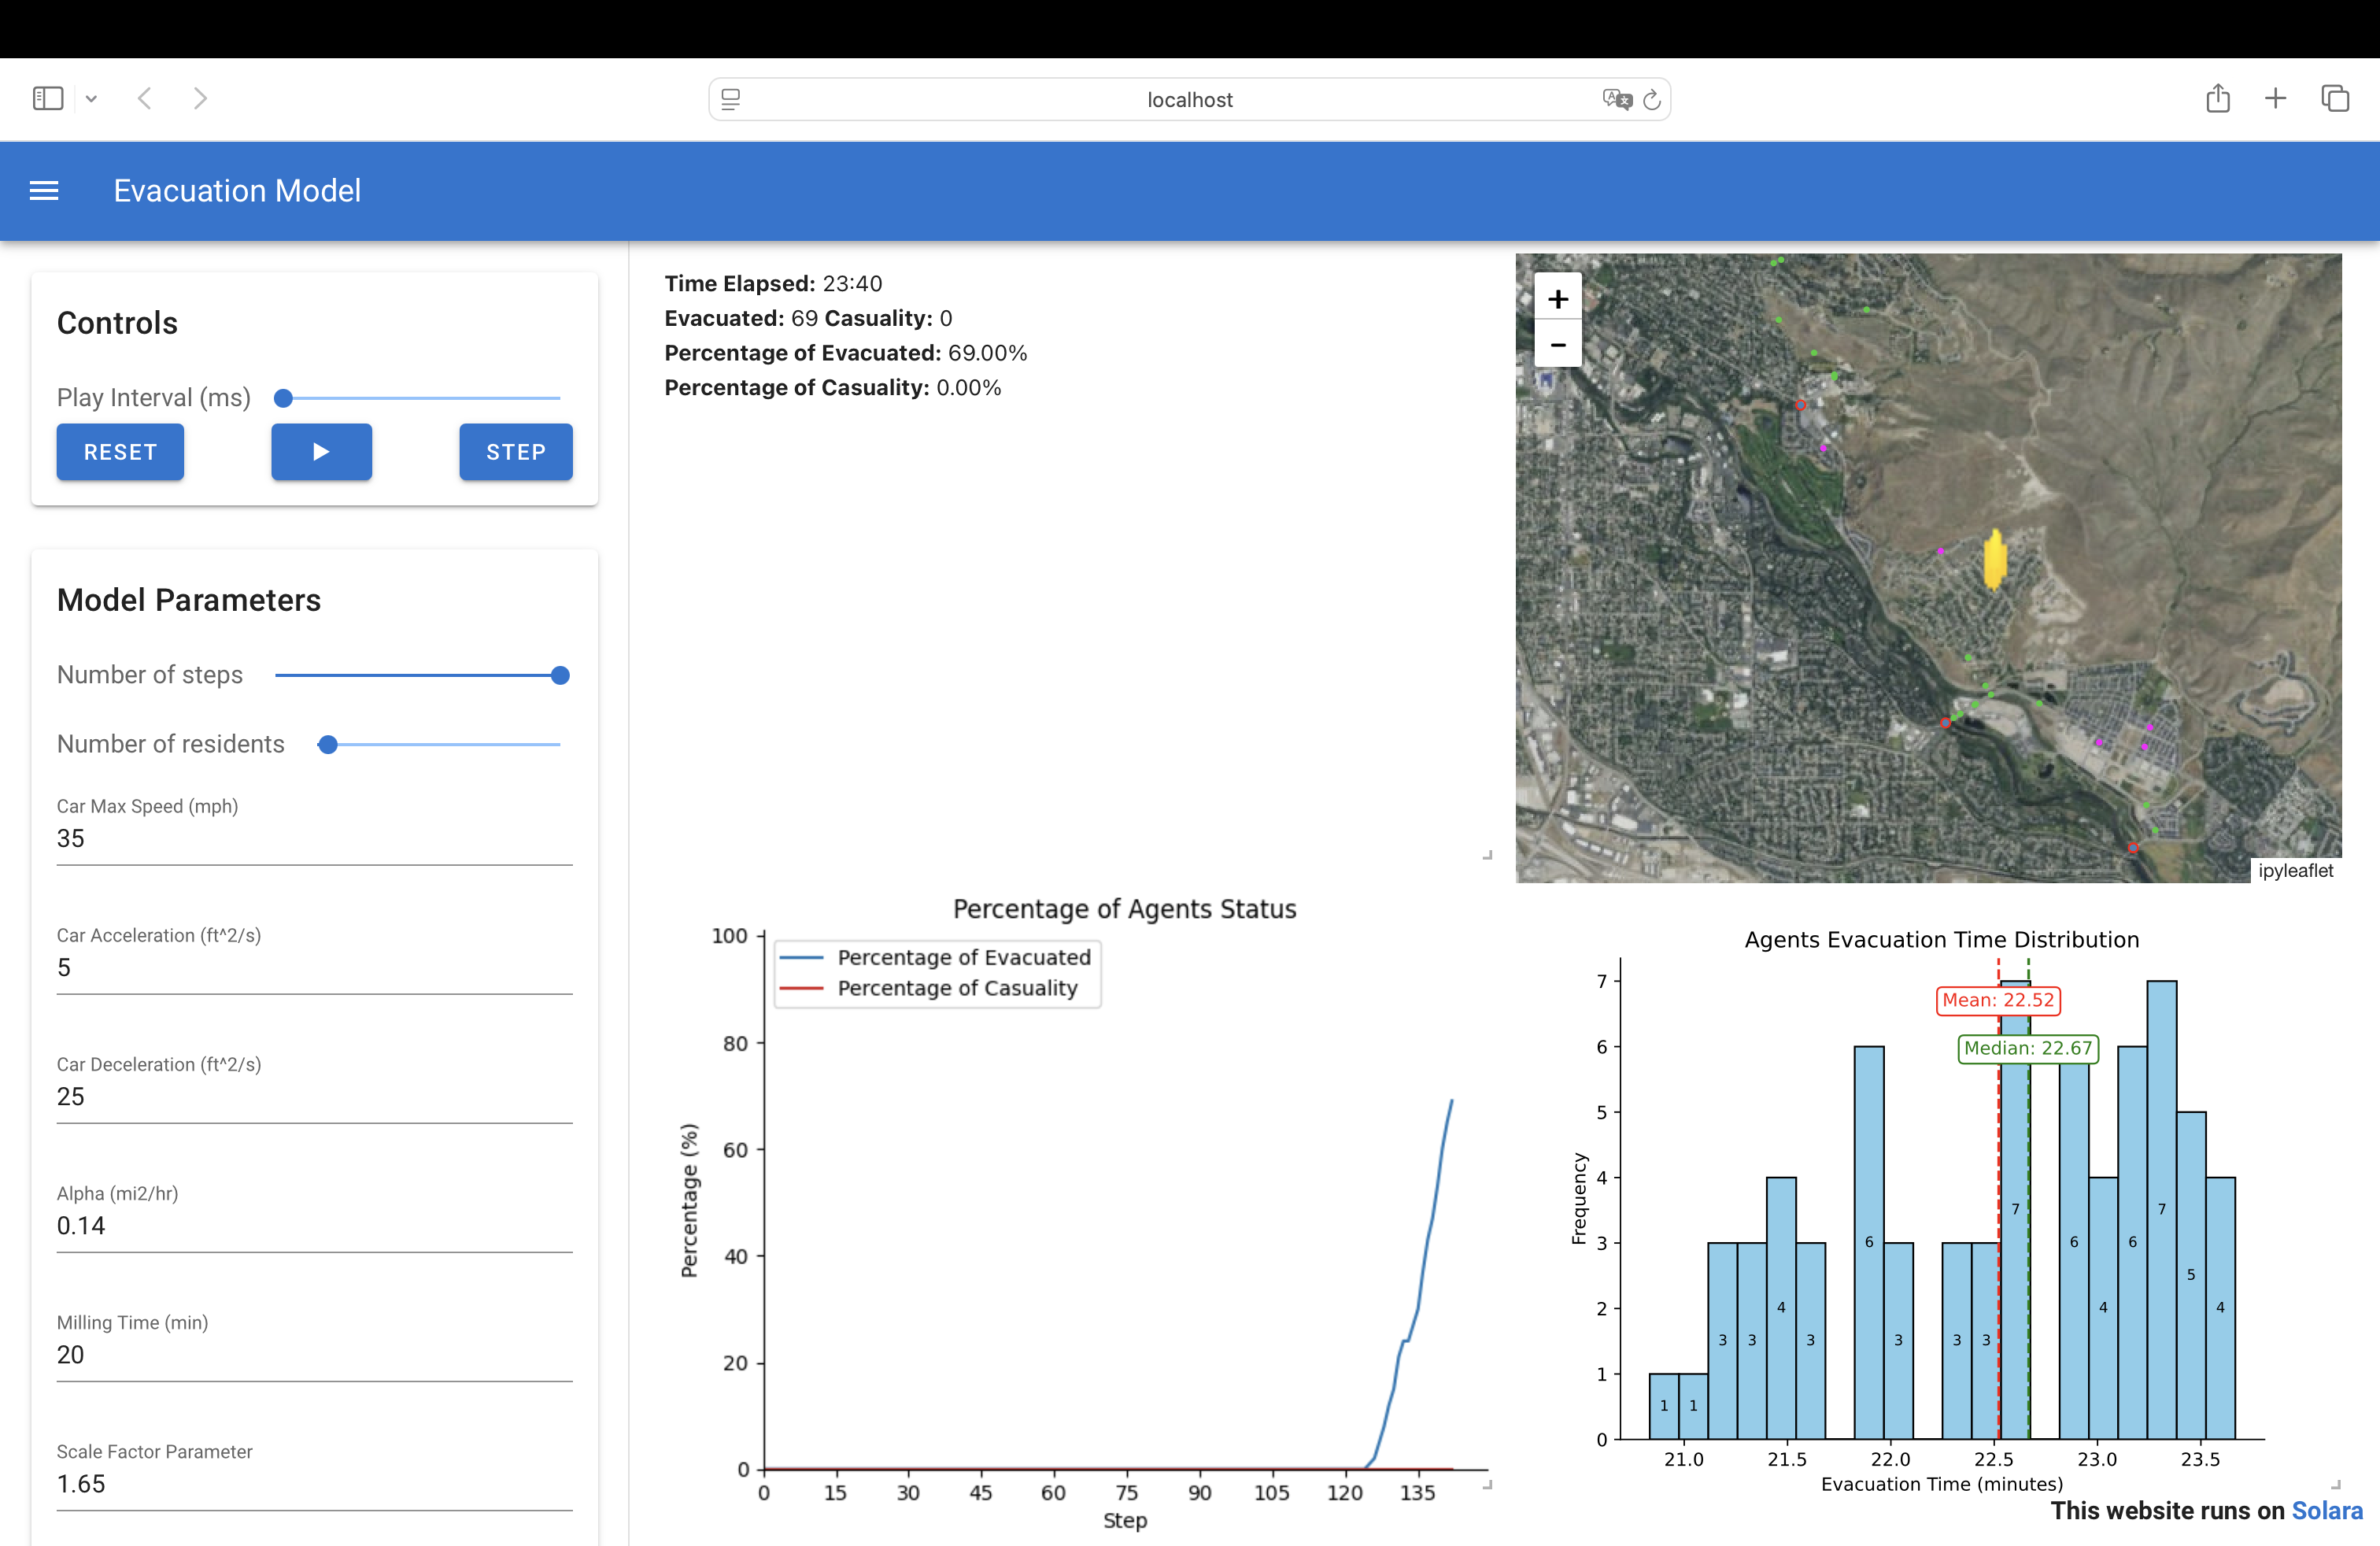 localhost
Evacuation Model
Controls
Play Interval (ms)
RESET
STEP
Model Parameters
Number of steps
Number of residents
Car Max Speed (mph)
35
Car Acceleration (ft^2/s)
5
Car Deceleration (ft^2/s)
25
Alpha (mi2/hr)
0.14
Milling Time (min)
20
Scale Factor Parameter
1.65
Time Elapsed: 23:40
Evacuated: 69 Casuality: 0
Percentage of Evacuated: 69.00%
Percentage of Casuality: 0.00%
+
−
ipyleaflet
Percentage of Agents Status
Percentage of Evacuated
Percentage of Casuality
Percentage (%)
100
80
60
40
20
0
0 15 30 45 60 75 90 105 120 135
Step
Agents Evacuation Time Distribution
Mean: 22.52
Median: 22.67
Frequency
7
6
5
4
3
2
1
0
1 1 3 3 4 3 6 3 3 3 7 6 4 6 7 5 4
21.0 21.5 22.0 22.5 23.0 23.5
Evacuation Time (minutes)
This website runs on Solara